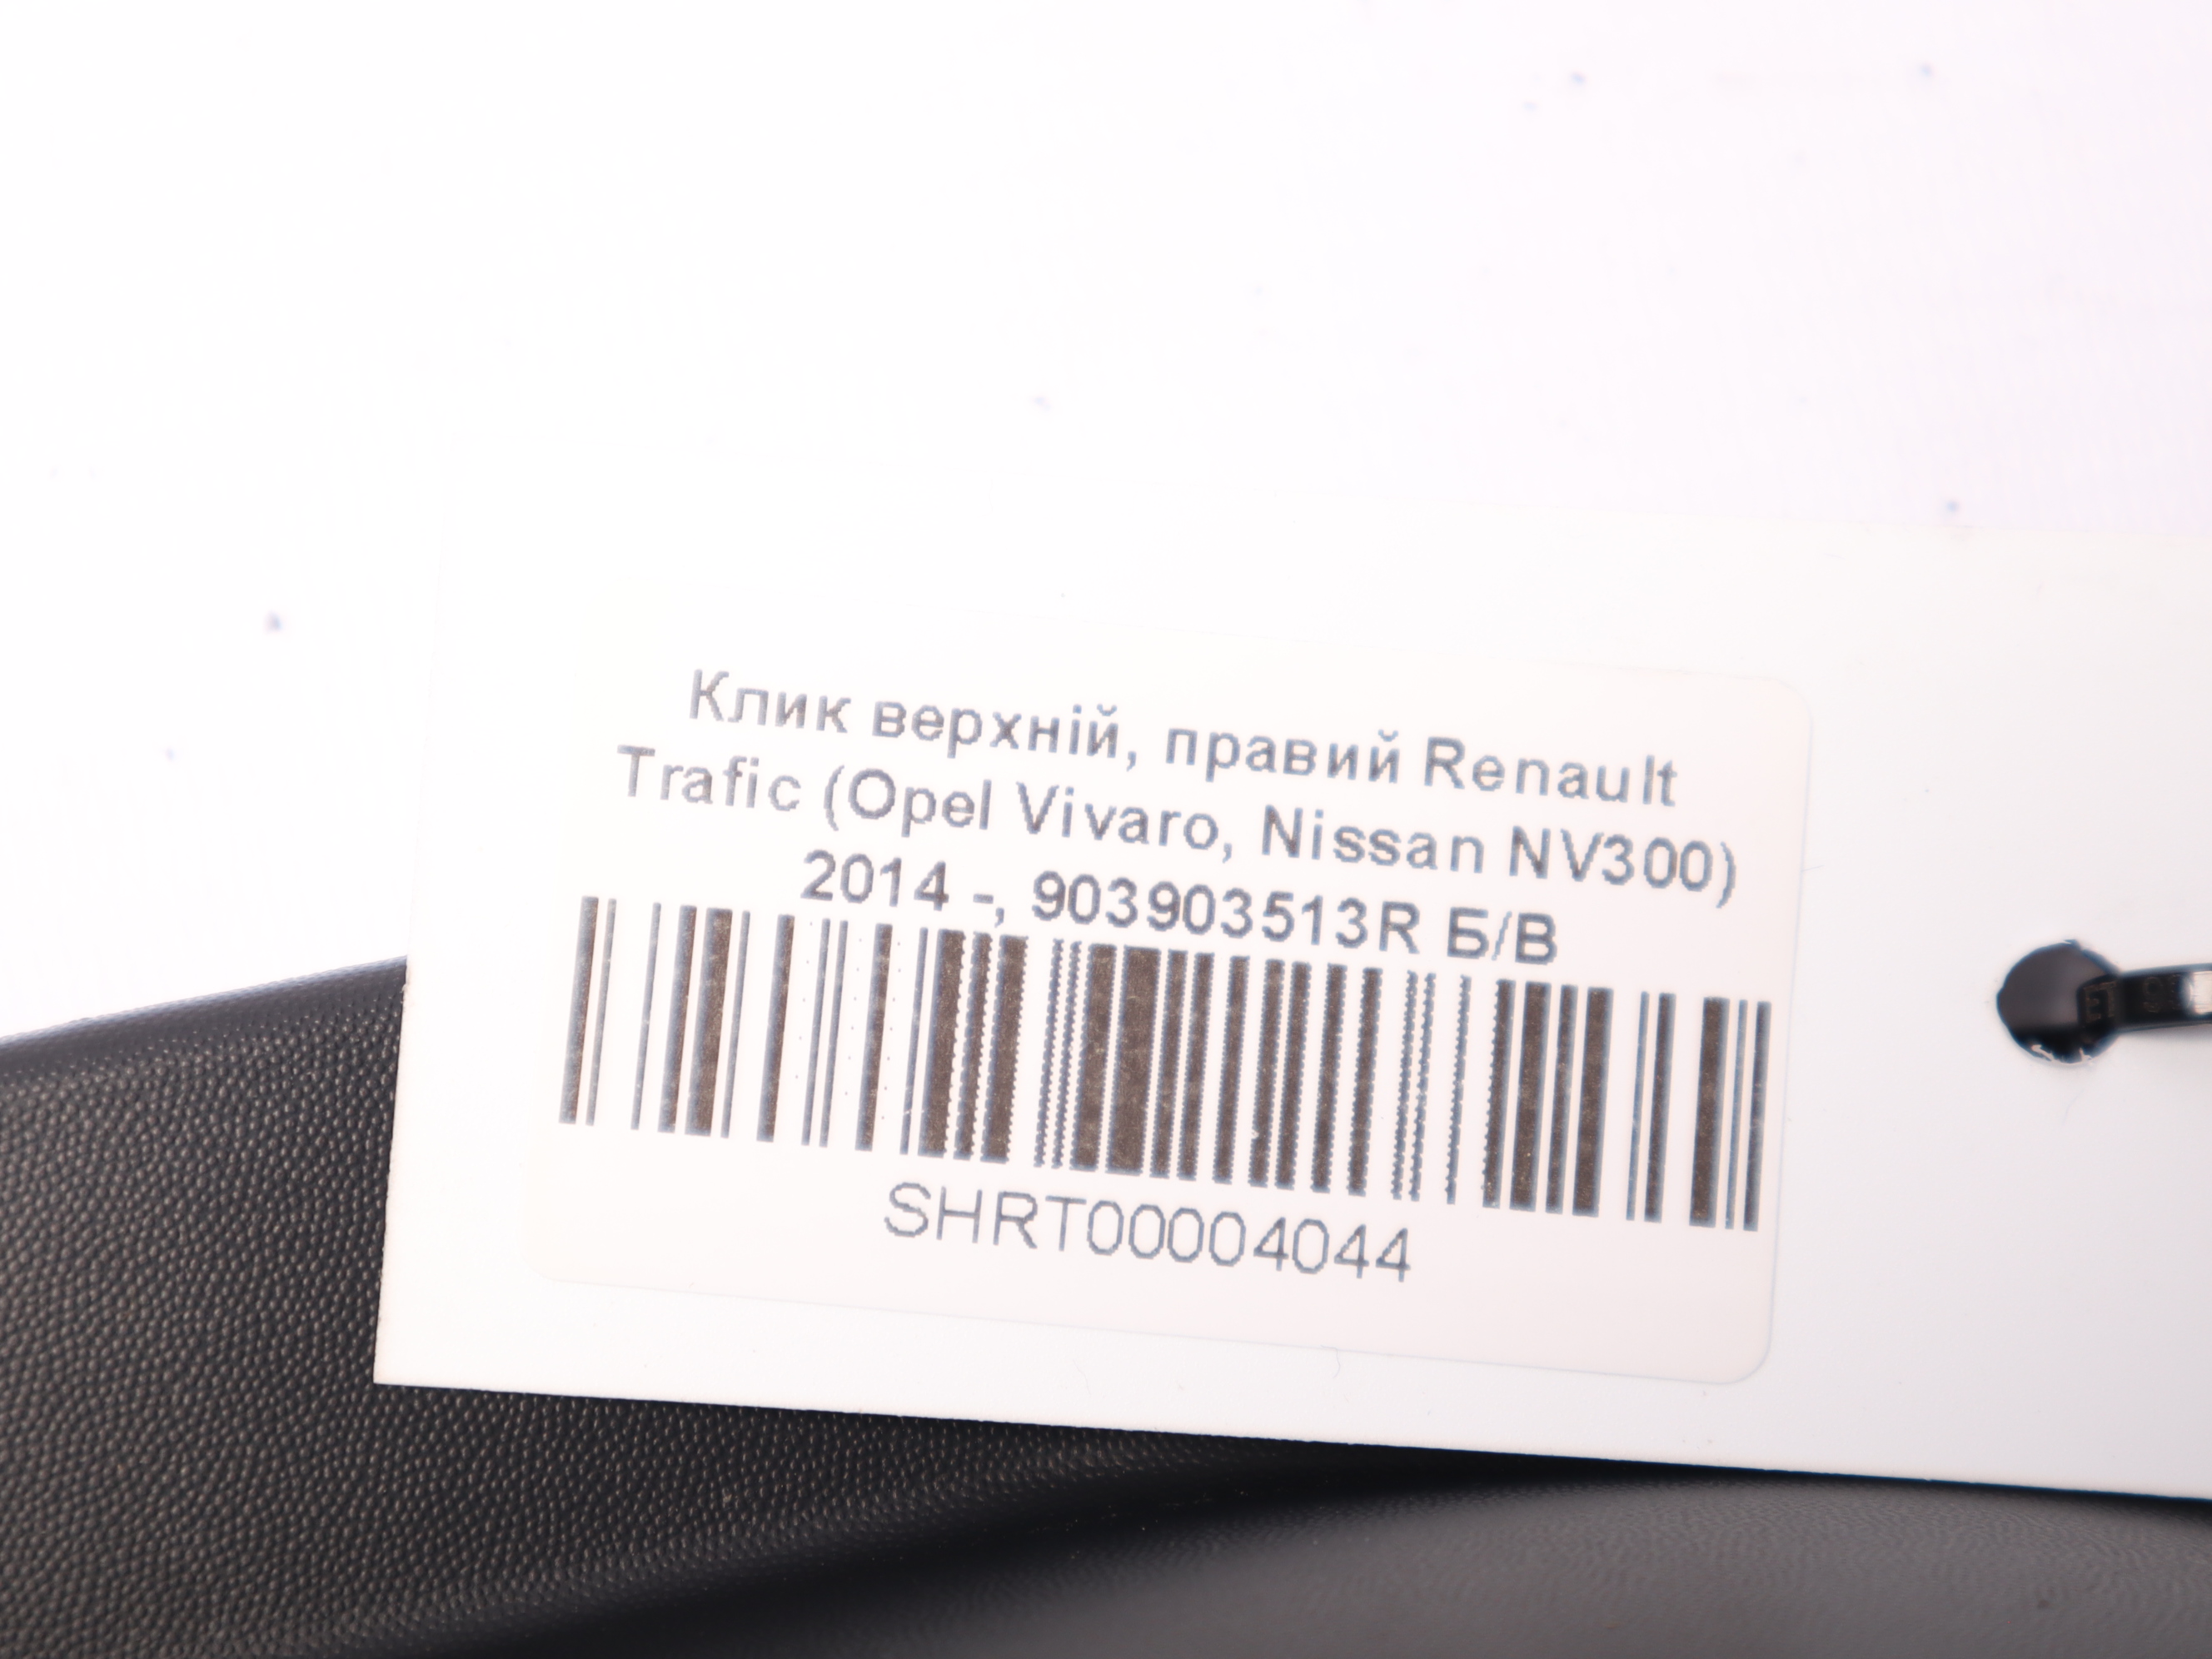 Клик верхній, правий Renault
Trafic (Opel Vivaro, Nissan NV300)
2014 -, 903903513R Б/В
SHRT00004044